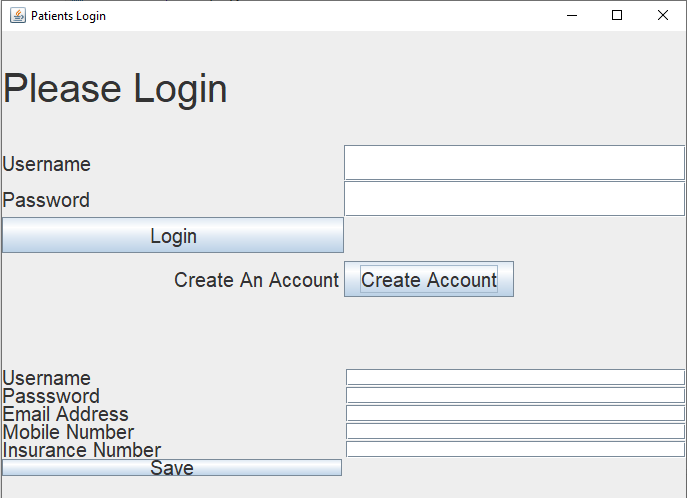 Patients Login
Please Login
Username
Password
Login
Create An Account Create Account
Username
Passsword
Email Address
Mobile Number
Insurance Number
Save